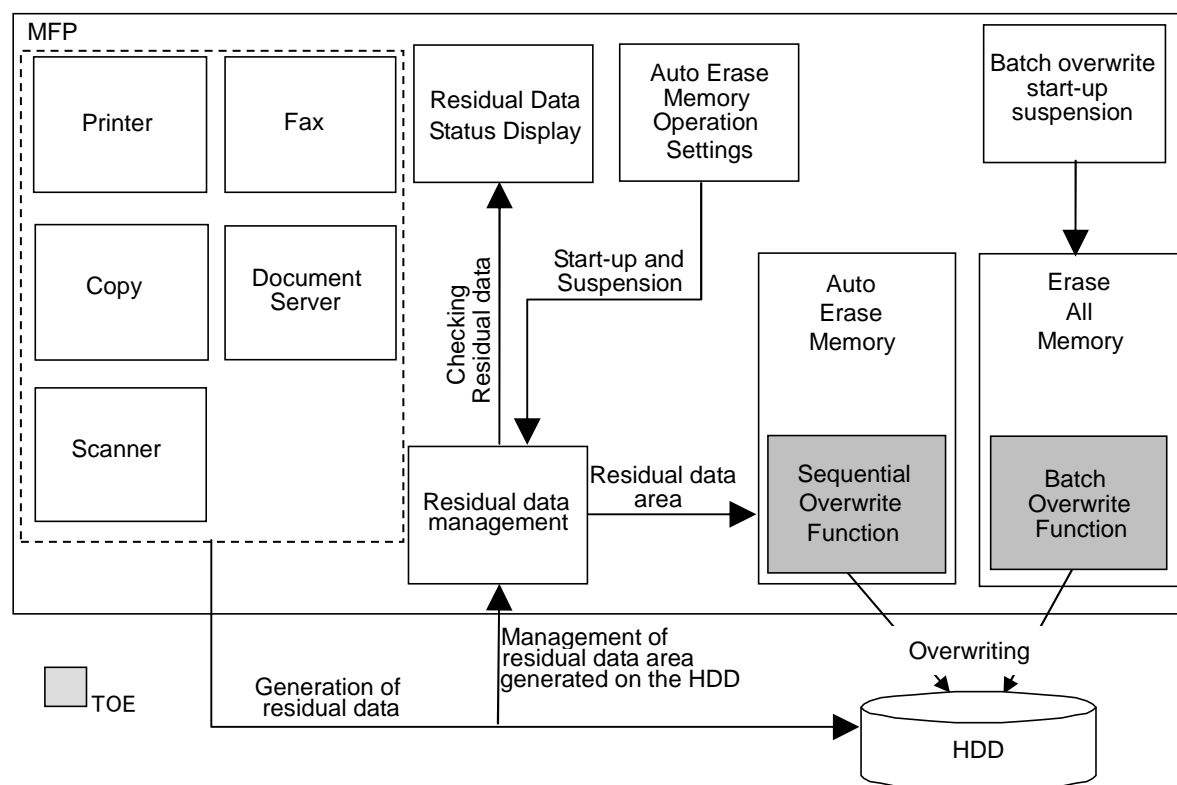 MFP
Printer
Fax
Copy
Document
Server
Scanner
Residual Data
Status Display
Auto Erase
Memory
Operation
Settings
Batch overwrite
start-up
suspension
Checking
Residual data
Start-up and
Suspension
Auto
Erase
Memory
Erase
All
Memory
Residual data
management
Residual data
area
Sequential
Overwrite
Function
Batch
Overwrite
Function
Management of
residual data area
generated on the HDD
Overwriting
TOE
Generation of
residual data
HDD